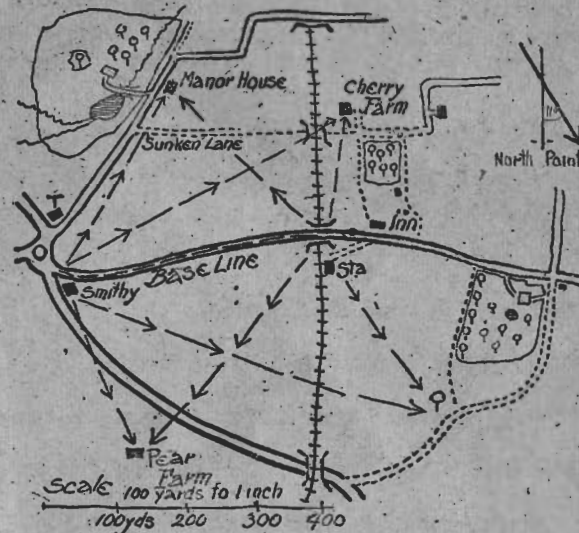 Manor House
Cherry
Farm
Sunken Lane
North Point
Inn
Base Line
Sta
Smithy
Pear
Farm
Scale 100 yards to 1 inch
100yds 200 300 400